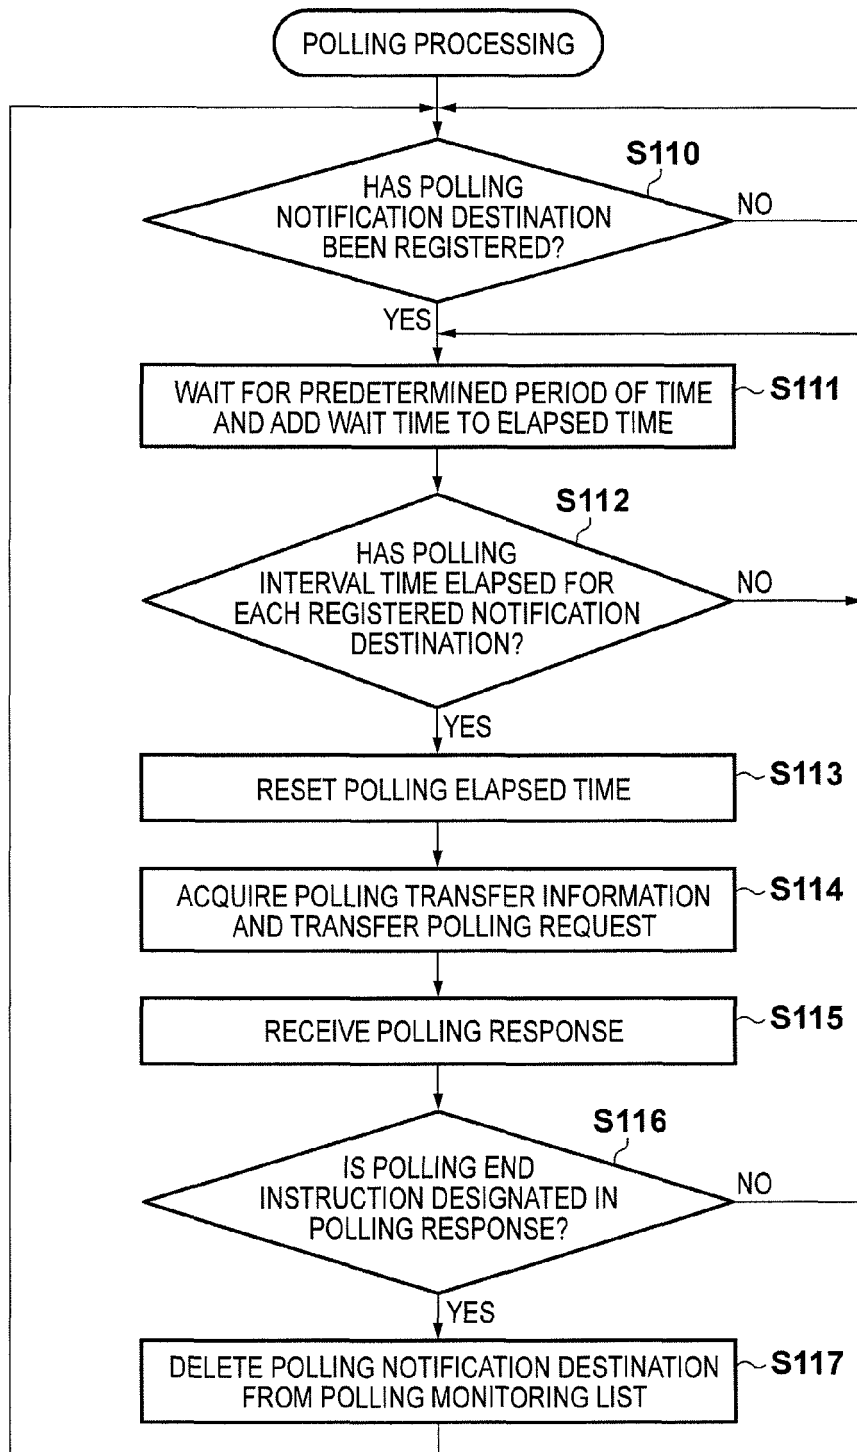 POLLING PROCESSING
S110
HAS POLLING
NOTIFICATION DESTINATION
BEEN REGISTERED?
NO
YES
WAIT FOR PREDETERMINED PERIOD OF TIME
AND ADD WAIT TIME TO ELAPSED TIME
S111
S112
HAS POLLING
INTERVAL TIME ELAPSED FOR
EACH REGISTERED NOTIFICATION
DESTINATION?
NO
YES
RESET POLLING ELAPSED TIME
S113
ACQUIRE POLLING TRANSFER INFORMATION
AND TRANSFER POLLING REQUEST
S114
RECEIVE POLLING RESPONSE
S115
S116
IS POLLING END
INSTRUCTION DESIGNATED IN
POLLING RESPONSE?
NO
YES
DELETE POLLING NOTIFICATION DESTINATION
FROM POLLING MONITORING LIST
S117